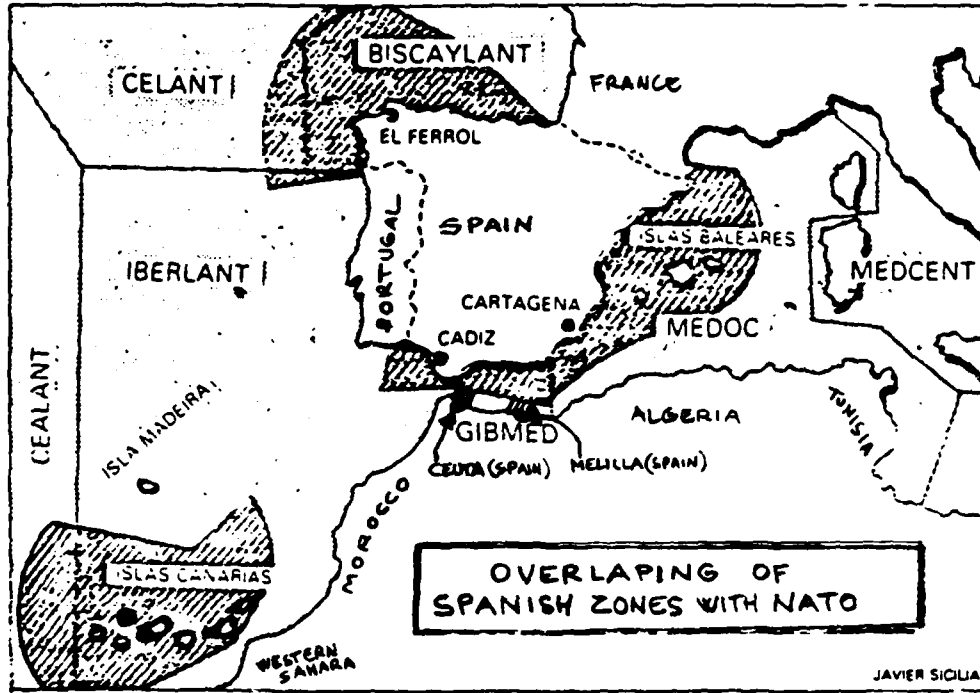 BISCAYLANT
CELANT
FRANCE
EL FERROL
SPAIN
PORTUGAL
ISLAS BALEARES
IBERLANT
MEDCENT
CARTAGENA
MEDOC
CADIZ
CEALANT
ISLA MADEIRA
ALGERIA
TUNISIA
GIBMED
CEUTA (SPAIN)
MELILLA (SPAIN)
MOROCCO
ISLAS CANARIAS
OVERLAPING OF
SPANISH ZONES WITH NATO
WESTERN
SAHARA
JAVIER